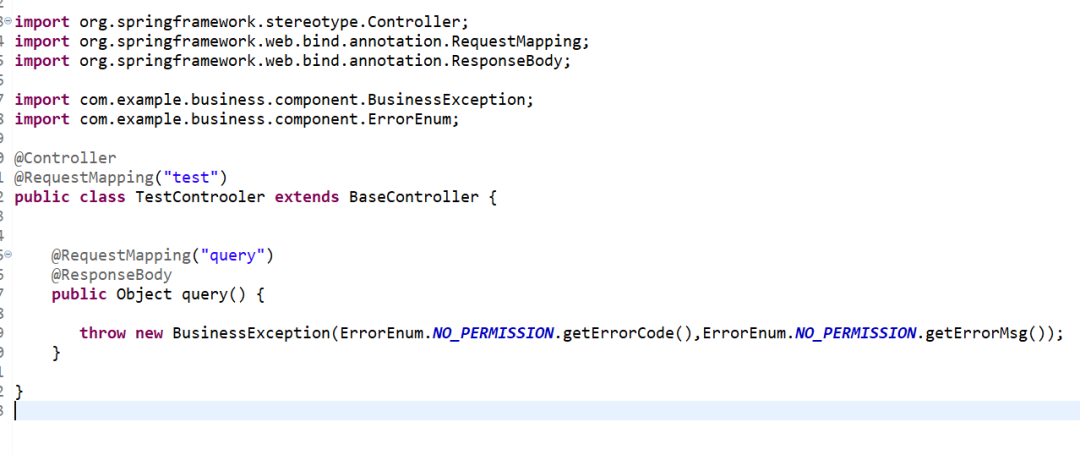 import org.springframework.stereotype.Controller;
import org.springframework.web.bind.annotation.RequestMapping;
import org.springframework.web.bind.annotation.ResponseBody;
import com.example.business.component.BusinessException;
import com.example.business.component.ErrorEnum;
@Controller
@RequestMapping("test")
public class TestControoler extends BaseController {
@RequestMapping("query")
@ResponseBody
public Object query() {
throw new BusinessException(ErrorEnum.NO_PERMISSION.getErrorCode(),ErrorEnum.NO_PERMISSION.getErrorMsg());
}
}